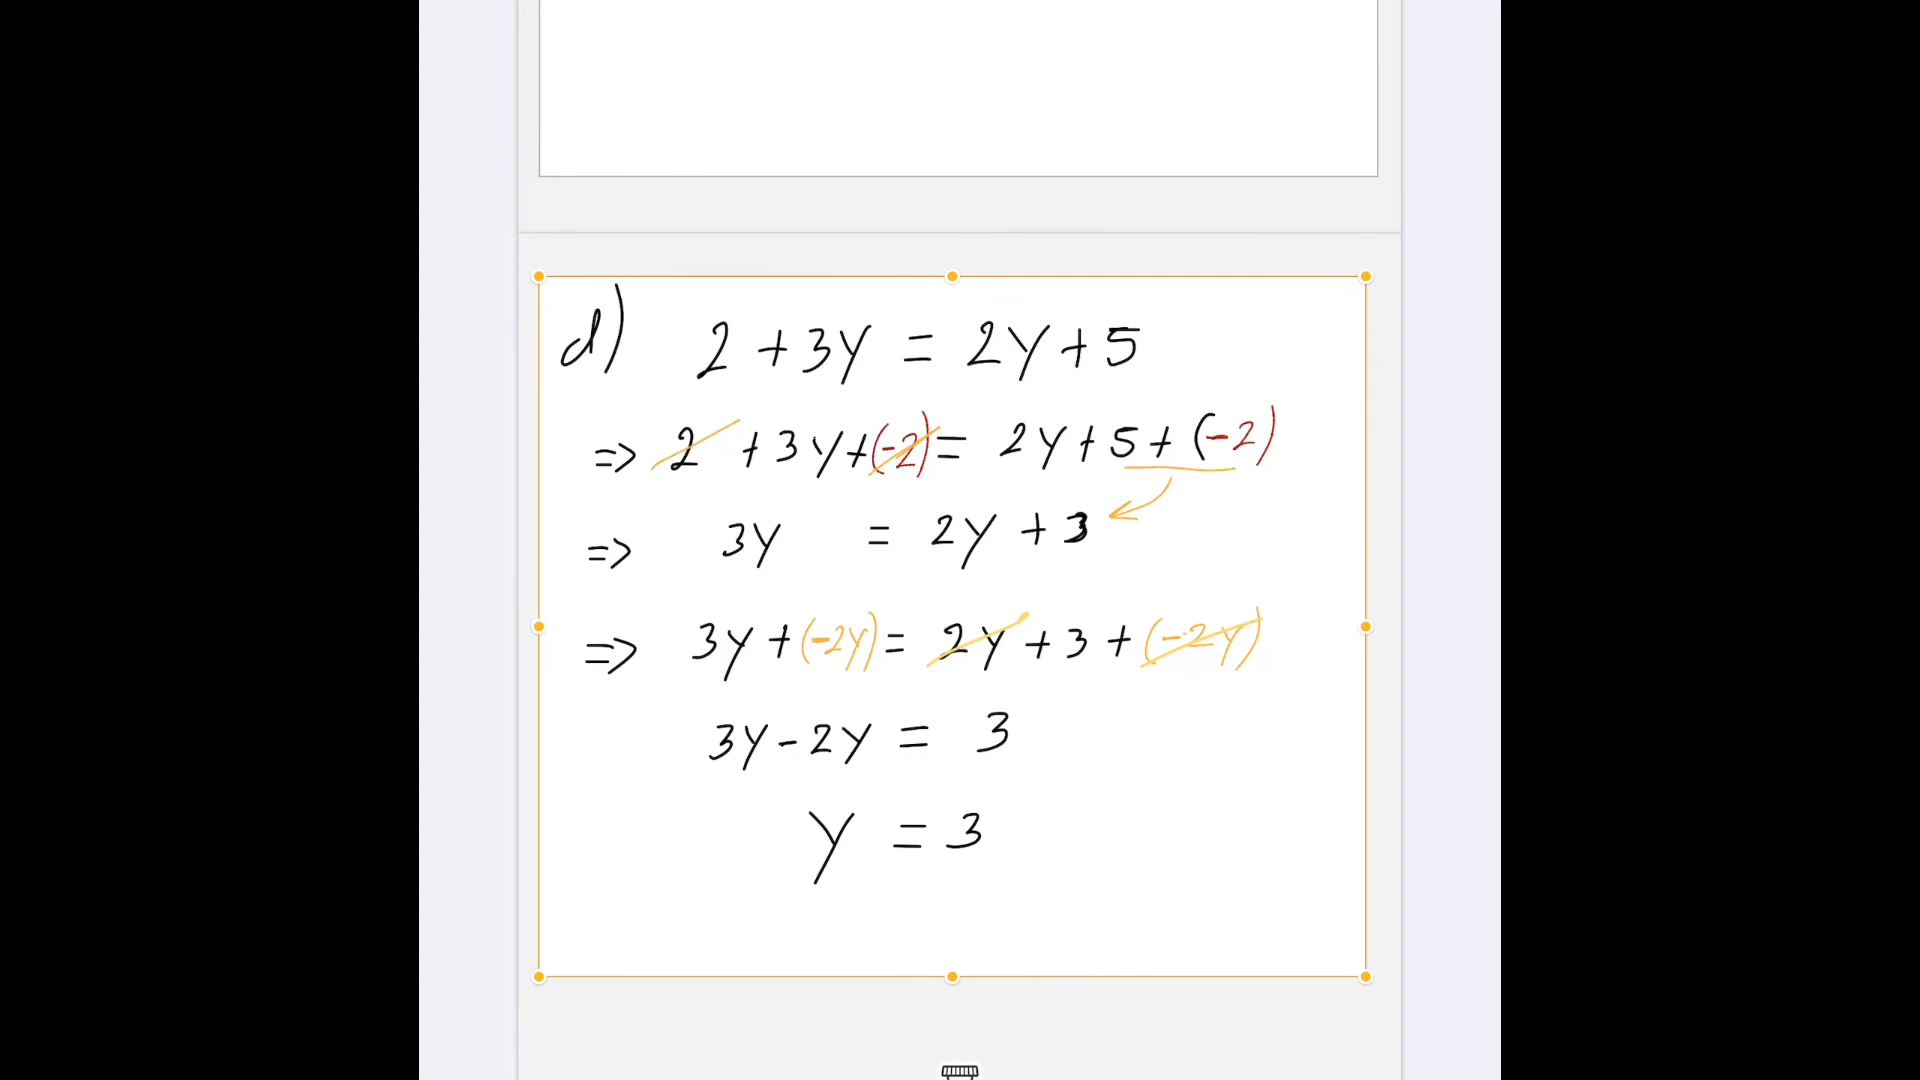 d) 2 + 3y = 2y + 5
=> 2 + 3y + (-2) = 2y + 5 + (-2)
=> 3y = 2y + 3
=> 3y + (-2y) = 2y + 3 + (-2y)
3y - 2y = 3
y = 3